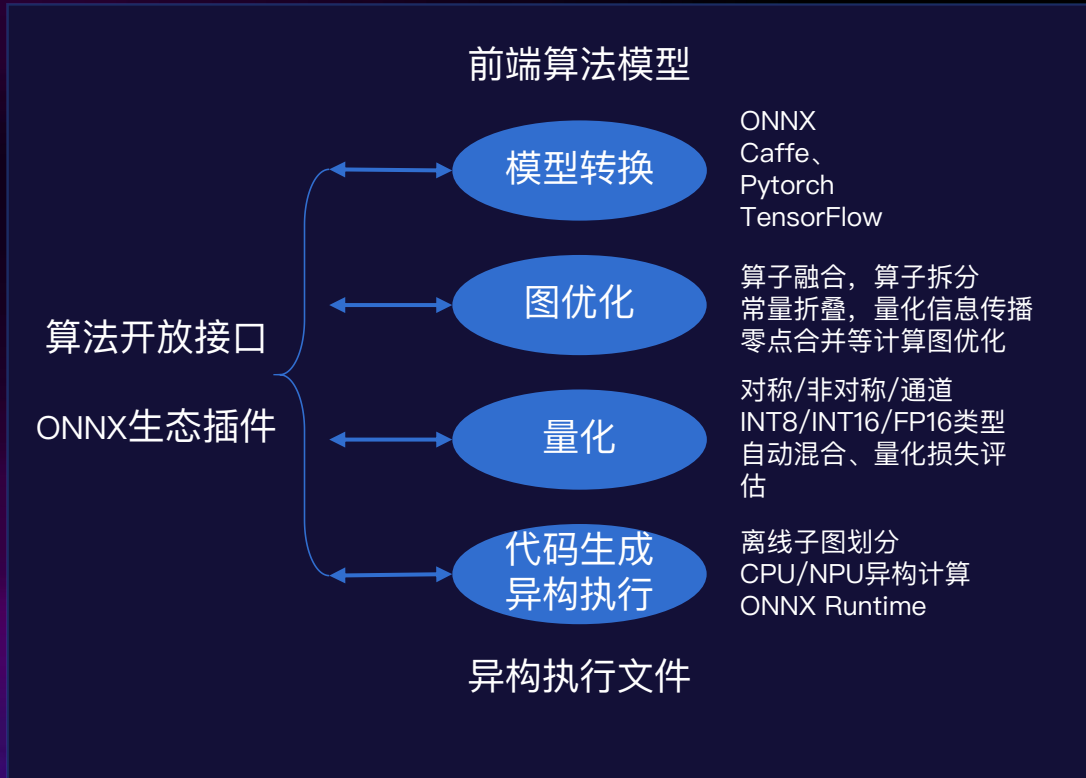 前端算法模型
模型转换
ONNX
Caffe、
Pytorch
TensorFlow
图优化
算子融合，算子拆分
常量折叠，量化信息传播
零点合并等计算图优化
算法开放接口
ONNX生态插件
量化
对称/非对称/通道
INT8/INT16/FP16类型
自动混合、量化损失评
估
代码生成
异构执行
离线子图划分
CPU/NPU异构计算
ONNX Runtime
异构执行文件